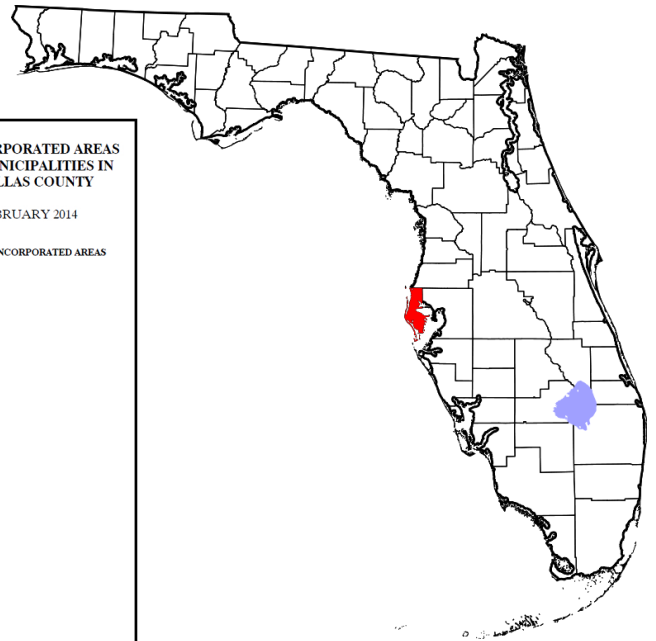 RPORATED AREAS
NICIPALITIES IN
LLAS COUNTY
BRUARY 2014
NCORPORATED AREAS